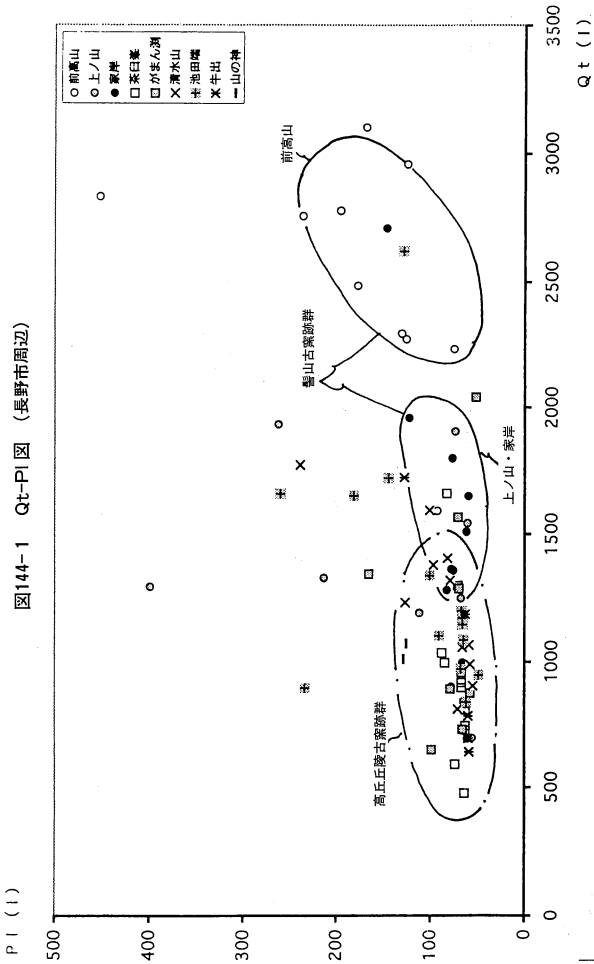 図144-1　Qt-Pl図　(長野市周辺)
Pl (I)
500
400
300
200
100
0
0
500
1000
1500
2000
2500
3000
3500
Qt (I)
○ 前高山
○ 上ノ山
● 家岸
□ 茶臼峯
がまん渕
× 清水山
池田端
牛出
山の神
前高山
髻山古窯跡群
上ノ山・家岸
高丘丘陵古窯跡群